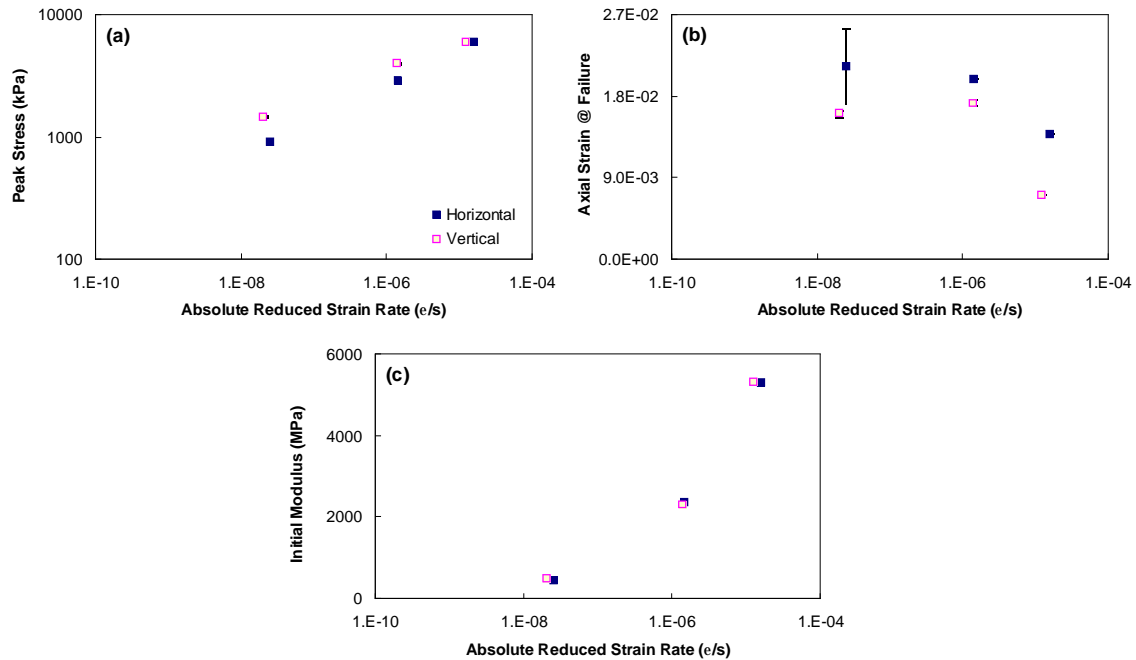 (a)
Peak Stress (kPa)
10000
1000
100
Horizontal
Vertical
1.E-10
1.E-08
1.E-06
1.E-04
Absolute Reduced Strain Rate (e/s)
(b)
Axial Strain @ Failure
2.7E-02
1.8E-02
9.0E-03
0.0E+00
1.E-10
1.E-08
1.E-06
1.E-04
Absolute Reduced Strain Rate (e/s)
(c)
Initial Modulus (MPa)
6000
4000
2000
0
1.E-10
1.E-08
1.E-06
1.E-04
Absolute Reduced Strain Rate (e/s)